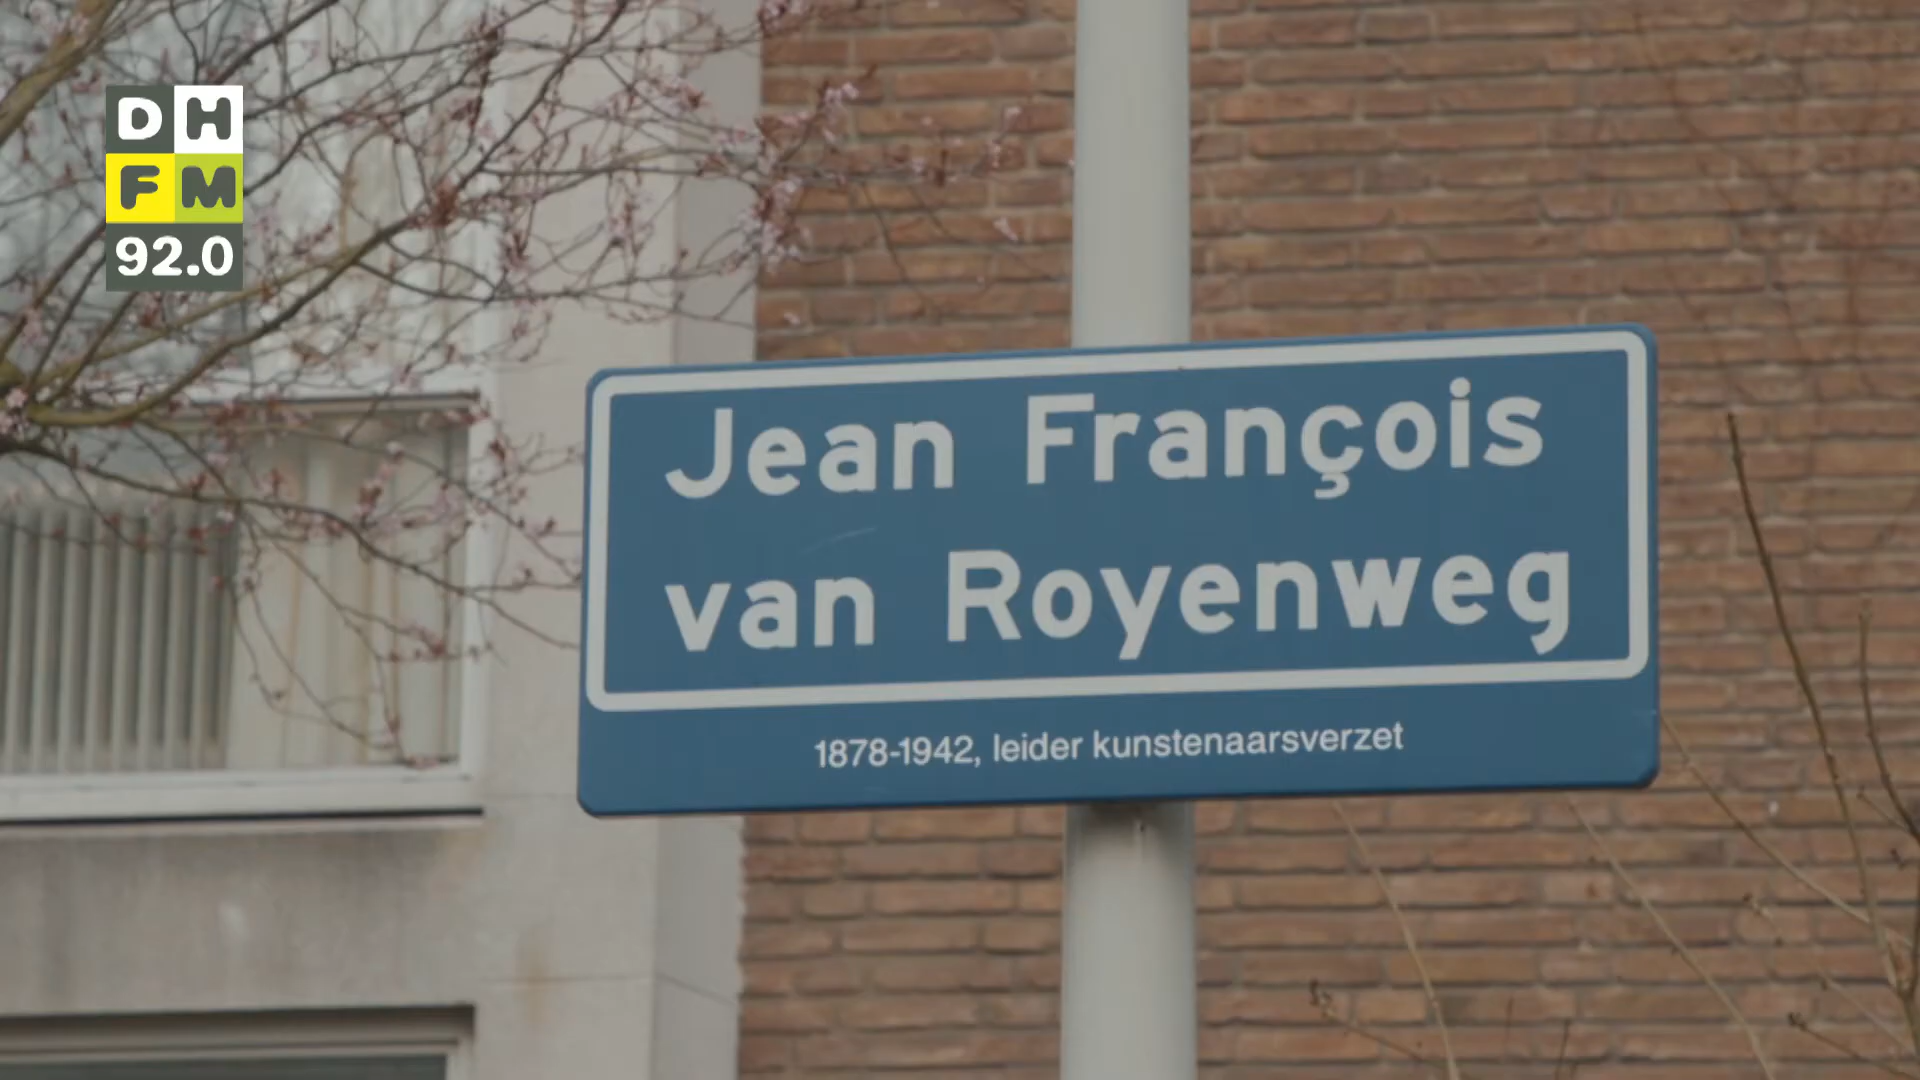 DH
FM
92.0
Jean François
van Royenweg
1878-1942, leider kunstenaarsverzet